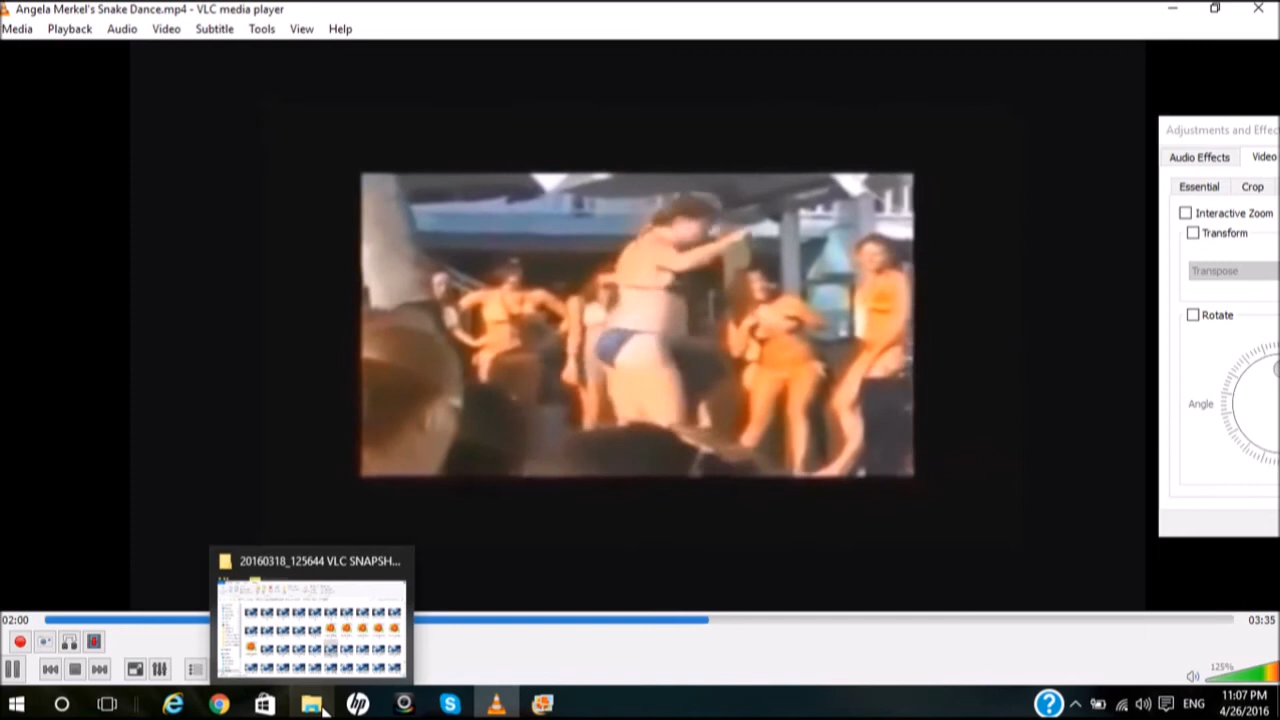 Angela Merkel's Snake Dance.mp4 - VLC media player
Media Playback Audio Video Subtitle Tools View Help
Adjustments and Effec
Audio Effects Video
Essential Crop
Interactive Zoom
Transform
Transpose
Rotate
Angle
20160318_125644 VLC SNAPSH...
02:00 03:35
125%
ENG
11:07 PM
4/26/2016